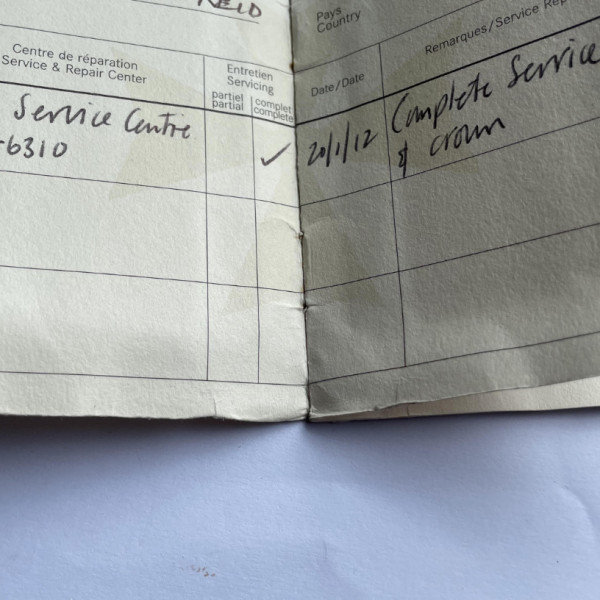 REID
Pays
Country
Centre de réparation
Service & Repair Center
Entretien
Servicing
partiel
partial
complet
complete
Date/Date
Remarques/Service Rep
Service Centre
-6310
✓
20/1/12
Complete Service
& crown